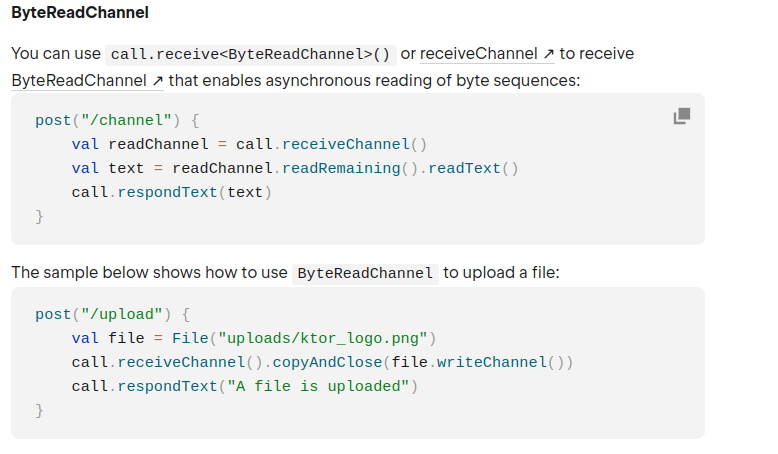 ByteReadChannel
You can use call.receive<ByteReadChannel>() or receiveChannel ↗ to receive
ByteReadChannel ↗ that enables asynchronous reading of byte sequences:
post("/channel") {
    val readChannel = call.receiveChannel()
    val text = readChannel.readRemaining().readText()
    call.respondText(text)
}
The sample below shows how to use ByteReadChannel to upload a file:
post("/upload") {
    val file = File("uploads/ktor_logo.png")
    call.receiveChannel().copyAndClose(file.writeChannel())
    call.respondText("A file is uploaded")
}